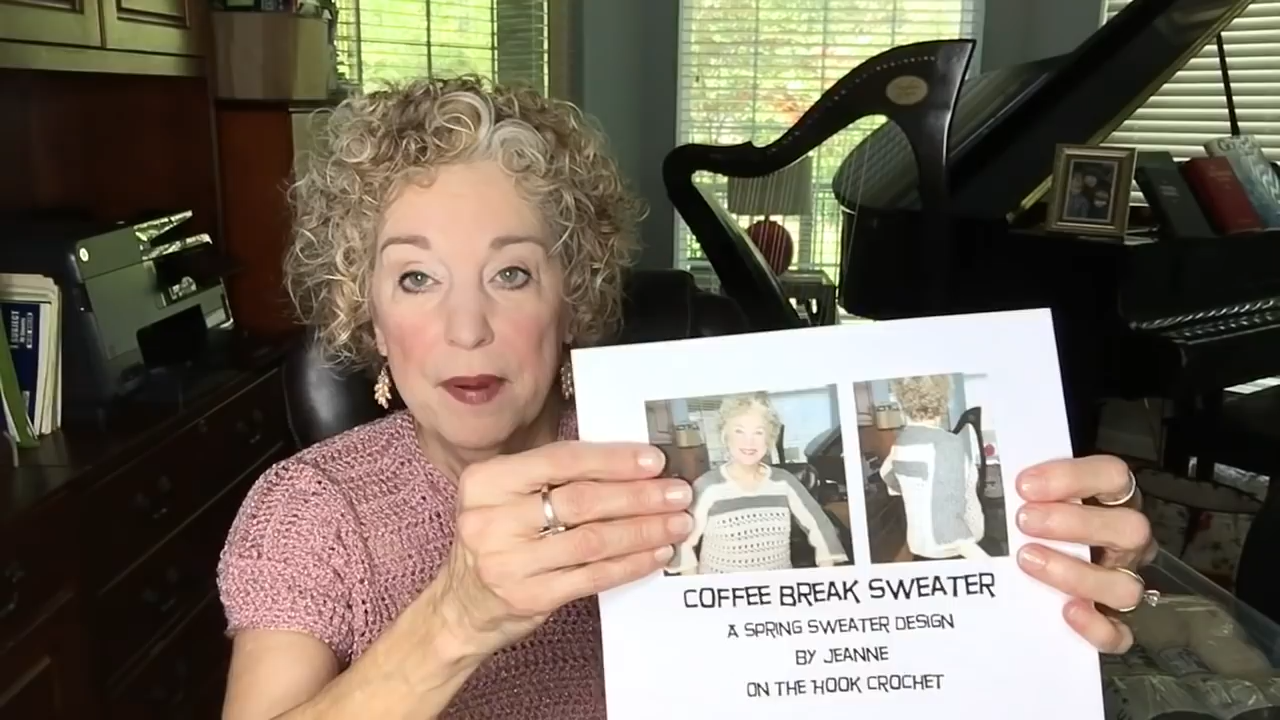 COFFEE BREAK SWEATER
A SPRING SWEATER DESIGN
BY JEANNE
ON THE HOOK CROCHET